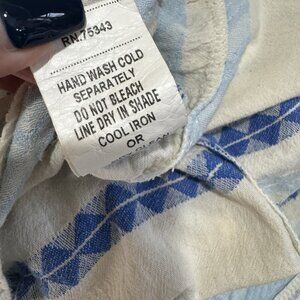 RN.75343
HAND WASH COLD
SEPARATELY
DO NOT BLEACH
LINE DRY IN SHADE
COOL IRON
OR